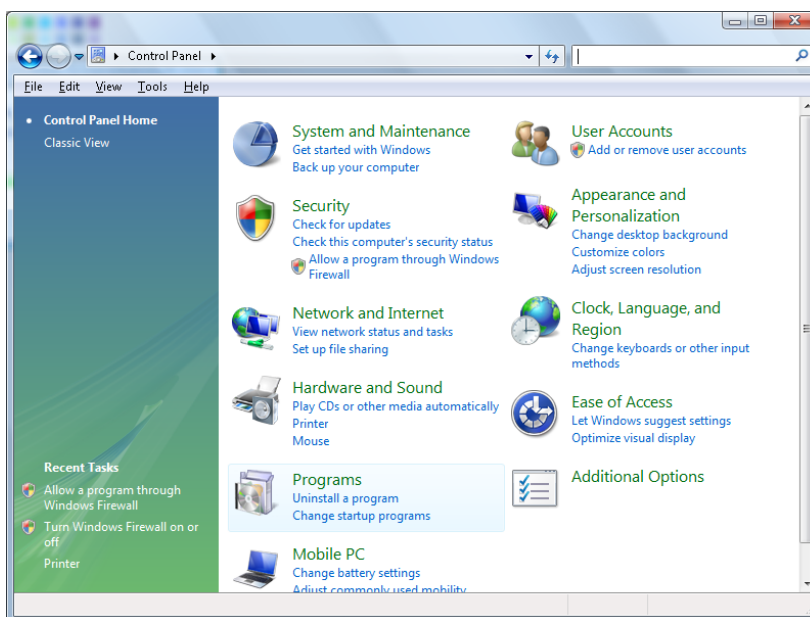 Control Panel
File Edit View Tools Help
Control Panel Home
Classic View
Recent Tasks
Allow a program through
Windows Firewall
Turn Windows Firewall on or
off
Printer
System and Maintenance
Get started with Windows
Back up your computer
Security
Check for updates
Check this computer's security status
Allow a program through Windows
Firewall
Network and Internet
View network status and tasks
Set up file sharing
Hardware and Sound
Play CDs or other media automatically
Printer
Mouse
Programs
Uninstall a program
Change startup programs
Mobile PC
Change battery settings
Adjust commonly used mobility
User Accounts
Add or remove user accounts
Appearance and
Personalization
Change desktop background
Customize colors
Adjust screen resolution
Clock, Language, and
Region
Change keyboards or other input
methods
Ease of Access
Let Windows suggest settings
Optimize visual display
Additional Options